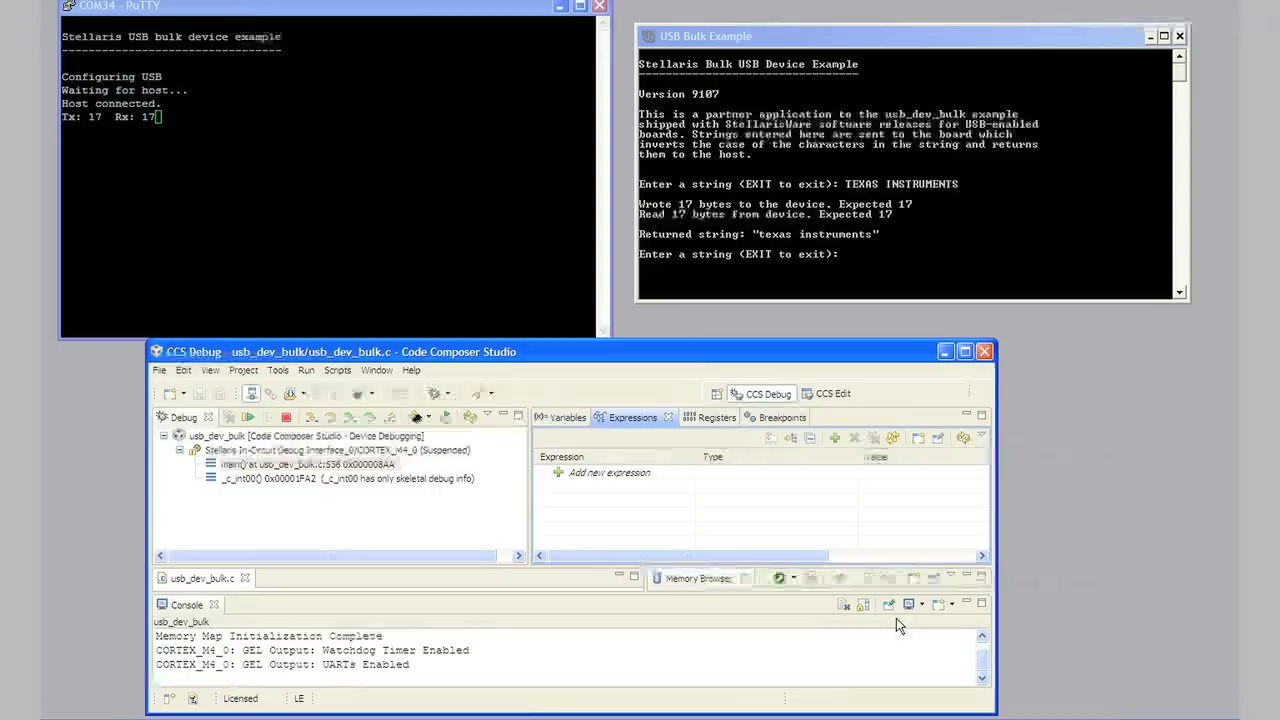 COM34 - PuTTY
Stellaris USB bulk device example
---------------------------------
Configuring USB
Waiting for host...
Host connected.
Tx: 17  Rx: 17
USB Bulk Example
Stellaris Bulk USB Device Example
---------------------------------
Version 9107
This is a partner application to the usb_dev_bulk example
shipped with StellarisWare software releases for USB-enabled
boards. Strings entered here are sent to the board which
inverts the case of the characters in the string and returns
them to the host.
Enter a string (EXIT to exit): TEXAS INSTRUMENTS
Wrote 17 bytes to the device. Expected 17
Read 17 bytes from device. Expected 17
Returned string: "texas instruments"
Enter a string (EXIT to exit):
CCS Debug - usb_dev_bulk/usb_dev_bulk.c - Code Composer Studio
File Edit View Project Tools Run Scripts Window Help
CCS Debug CCS Edit
Debug
usb_dev_bulk [Code Composer Studio - Device Debugging]
Stellaris In-Circuit Debug Interface_0/CORTEX_M4_0 (Suspended)
main() at usb_dev_bulk.c:536 0x000008AA
_c_int00() 0x00001FA2 (_c_int00 has only skeletal debug info)
(x)= Variables Expressions Registers Breakpoints
Expression Type Value
Add new expression
usb_dev_bulk.c
Memory Browser
Console
usb_dev_bulk
Memory Map Initialization Complete
CORTEX_M4_0: GEL Output: Watchdog Timer Enabled
CORTEX_M4_0: GEL Output: UARTs Enabled
Licensed LE